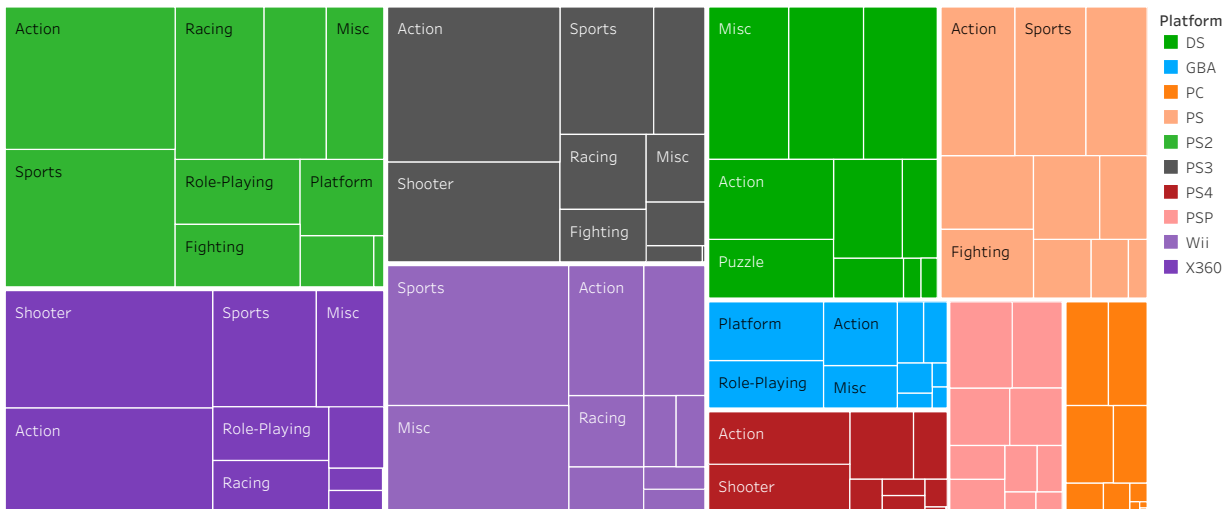 Action
Racing
Misc
Sports
Role-Playing
Platform
Fighting
Shooter
Sports
Misc
Action
Role-Playing
Racing
Action
Sports
Shooter
Racing
Misc
Fighting
Sports
Action
Misc
Racing
Misc
Action
Puzzle
Action
Sports
Fighting
Platform
Action
Role-Playing
Misc
Action
Shooter
Platform
DS
GBA
PC
PS
PS2
PS3
PS4
PSP
Wii
X360